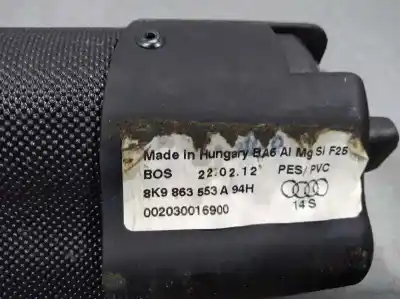 Made in Hungary BA6 Al Mg Si F25
BOS 22.02.12 PES/PVC
8K9 863 553 A 94H
002030016900 14 S